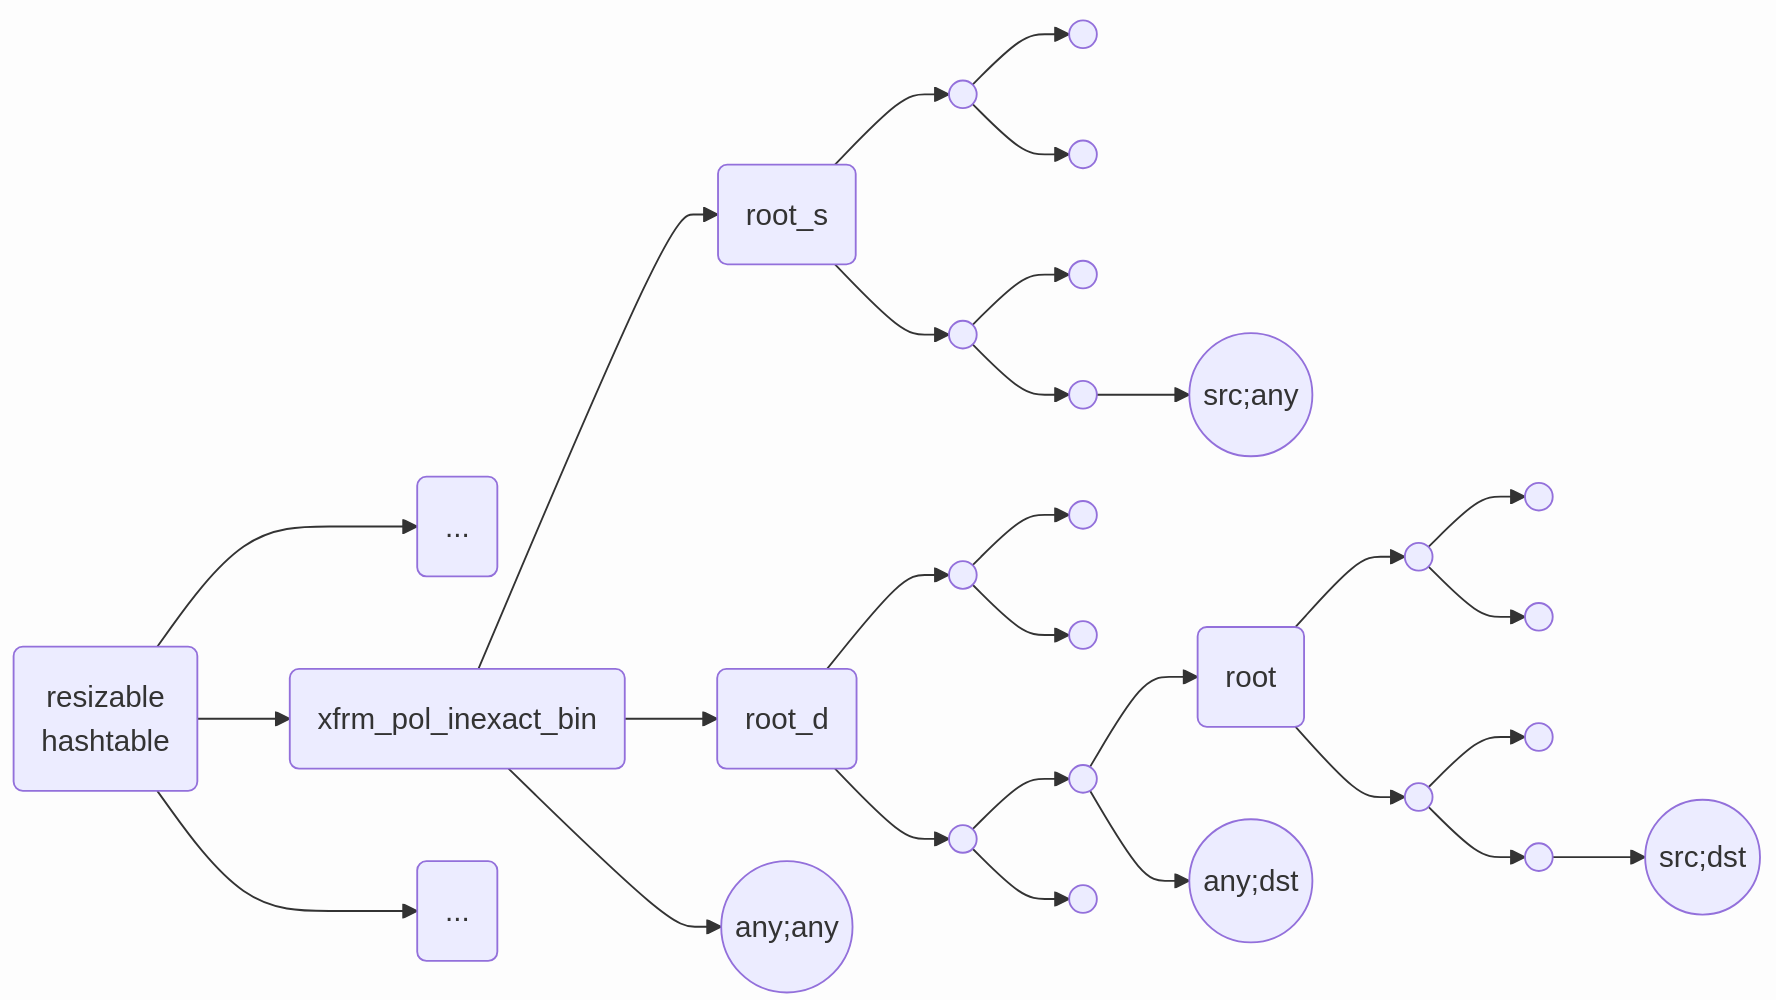 root_s
src;any
...
resizable
hashtable
xfrm_pol_inexact_bin
root_d
root
any;dst
src;dst
...
any;any